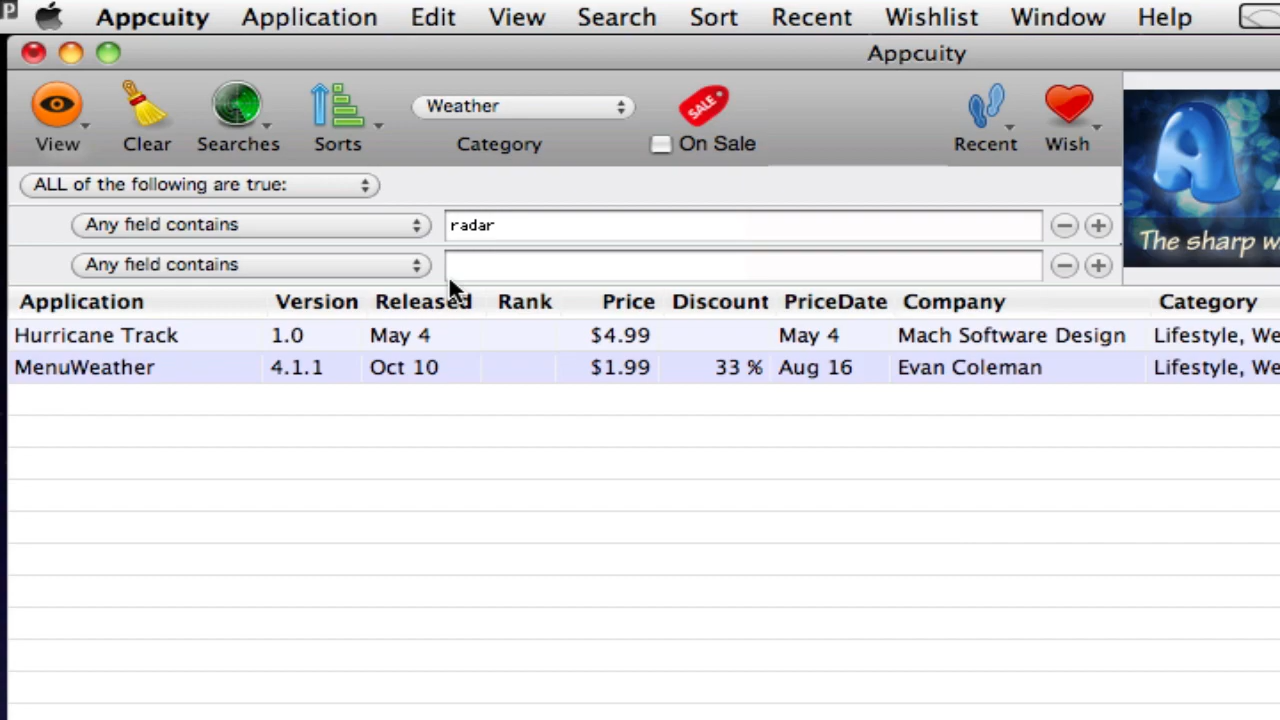 P Appcuity Application Edit View Search Sort Recent Wishlist Window Help
Appcuity
Weather SALE
View Clear Searches Sorts Category On Sale Recent Wish
A
The sharp w
ALL of the following are true:
Any field contains radar
Any field contains
Application Version Released Rank Price Discount PriceDate Company Category
Hurricane Track 1.0 May 4 $4.99 May 4 Mach Software Design Lifestyle, We
MenuWeather 4.1.1 Oct 10 $1.99 33 % Aug 16 Evan Coleman Lifestyle, We